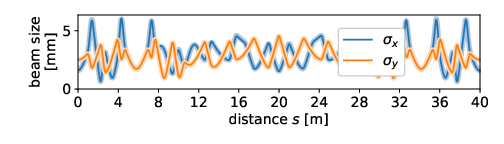 beam size
[mm]
5
0
σx
σy
0 4 8 12 16 20 24 28 32 36 40
distance s [m]